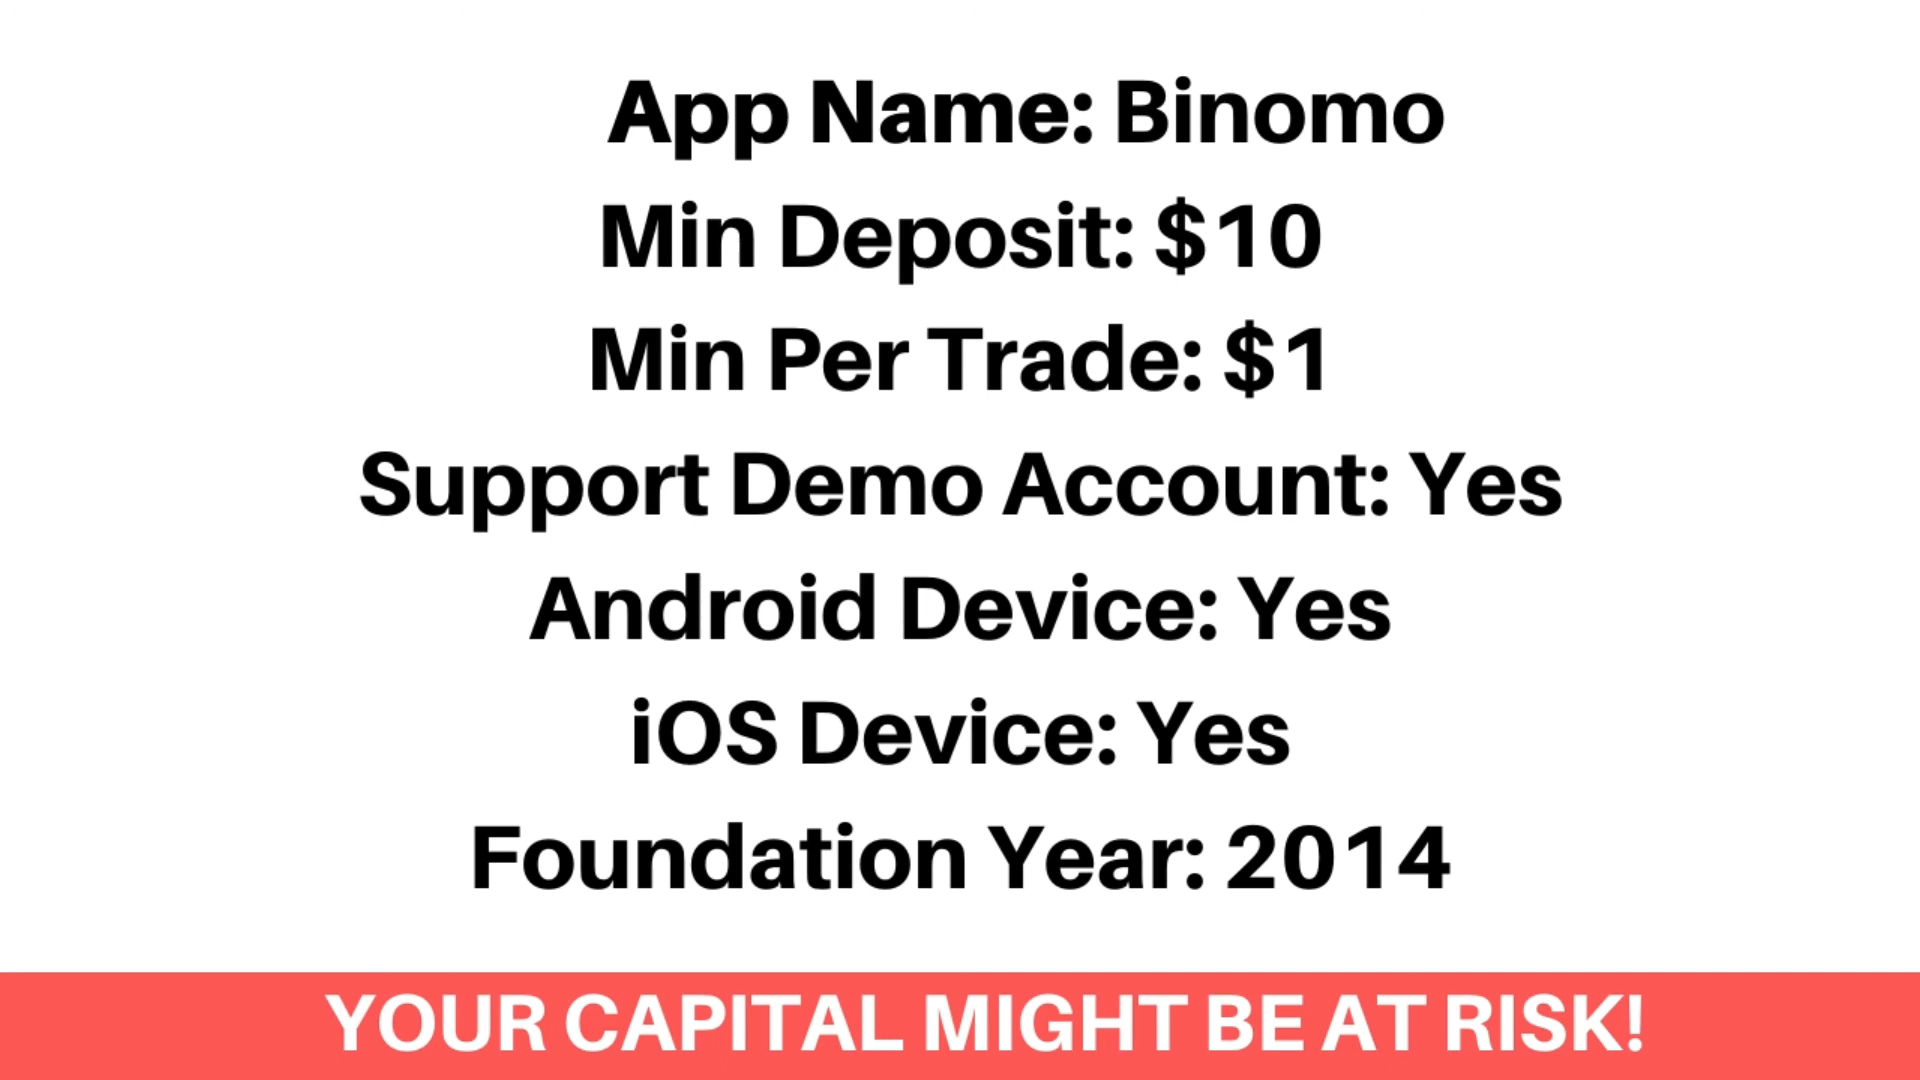 App Name: Binomo
Min Deposit: $10
Min Per Trade: $1
Support Demo Account: Yes
Android Device: Yes
iOS Device: Yes
Foundation Year: 2014
YOUR CAPITAL MIGHT BE AT RISK!